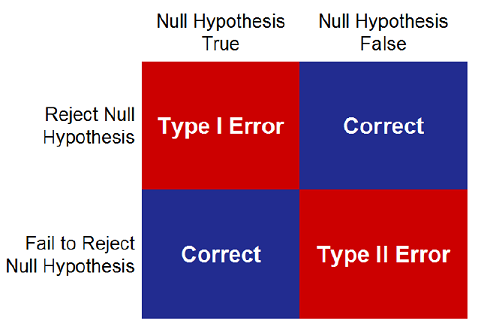 Null Hypothesis
True
Null Hypothesis
False
Reject Null
Hypothesis
Type I Error
Correct
Fail to Reject
Null Hypothesis
Correct
Type II Error